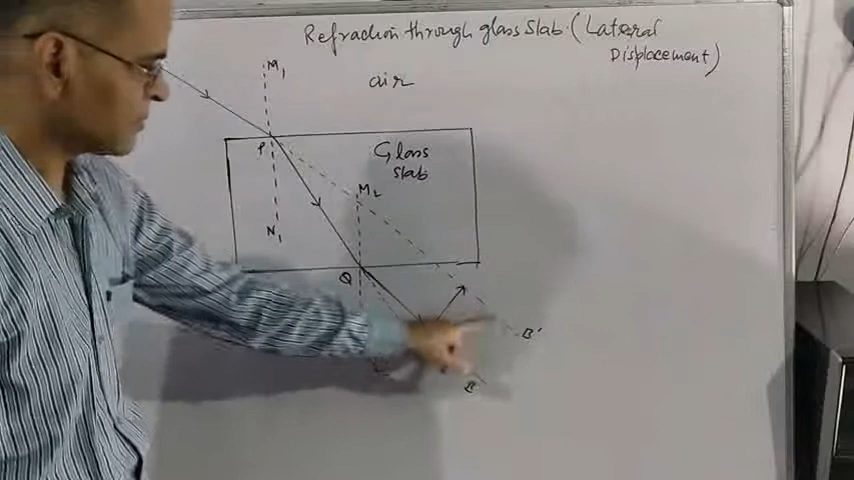 Refraction through glass slab (Lateral
Displacement)
M1
air
P
Glass
slab
M2
N1
Q
B'